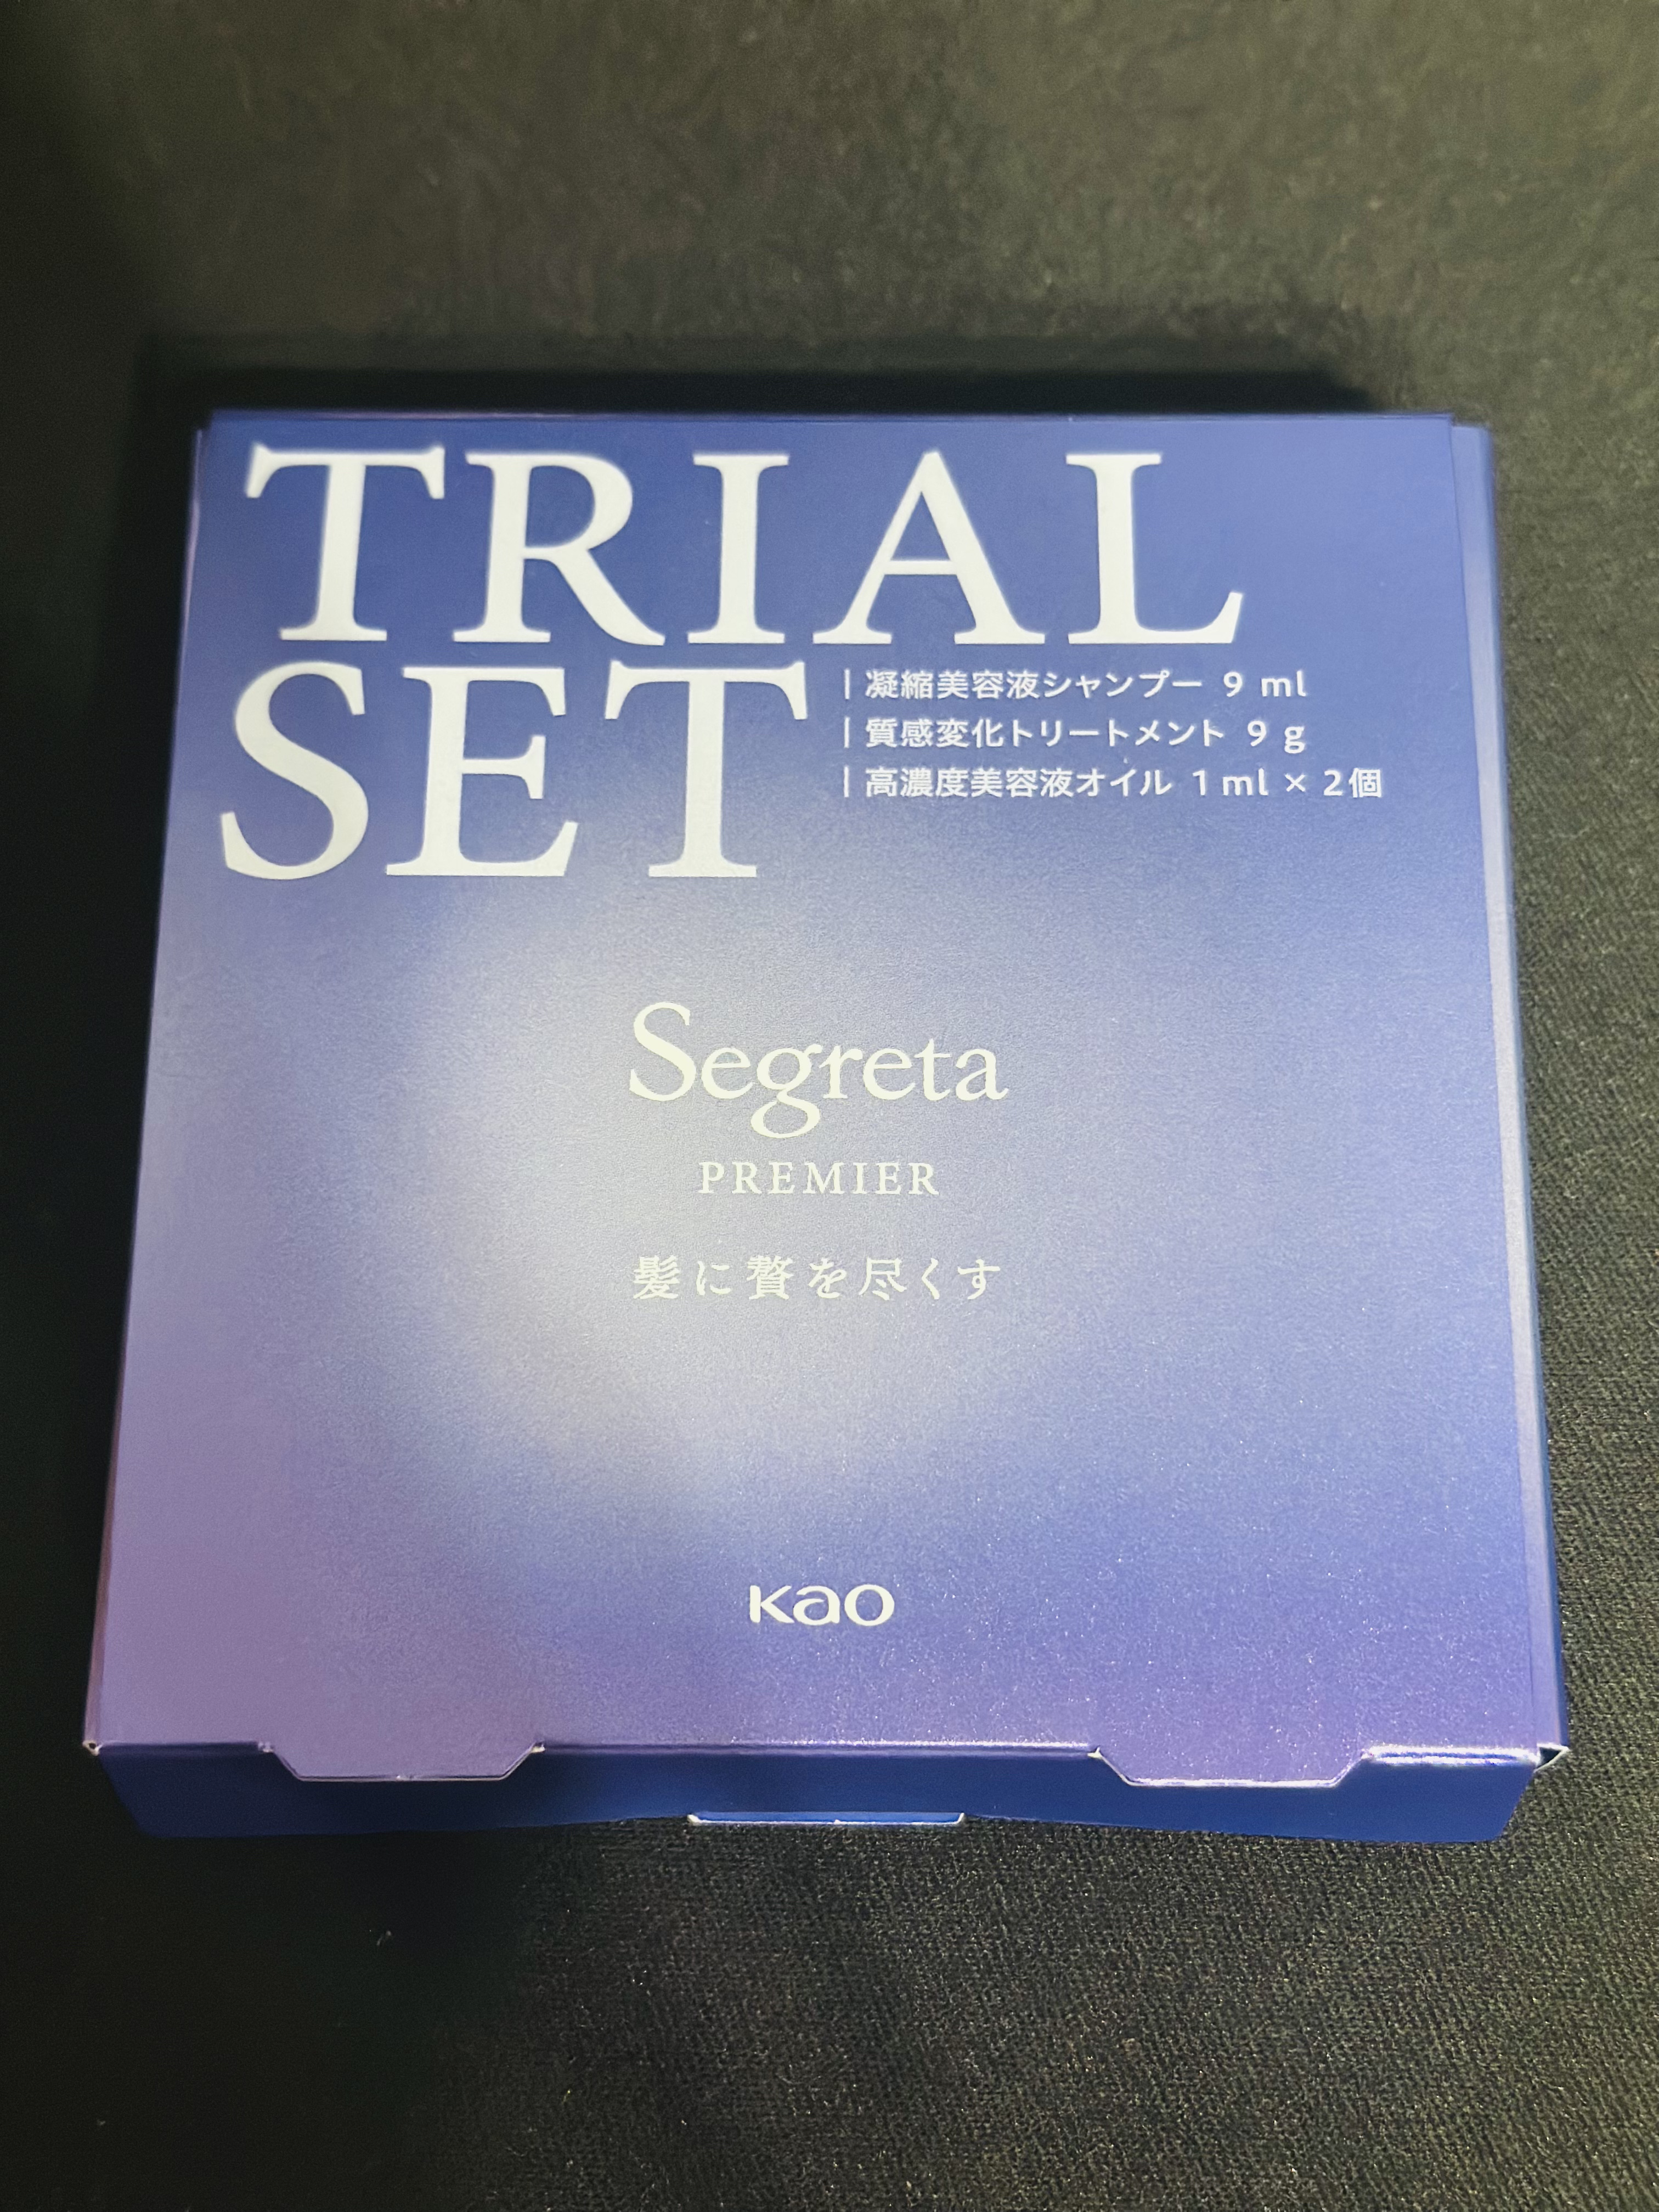 TRIAL
SET
| 凝縮美容液シャンプー 9 ml
| 質感変化トリートメント 9 g
| 高濃度美容液オイル 1 ml × 2個
Segreta
PREMIER
髪に贅を尽くす
Kao